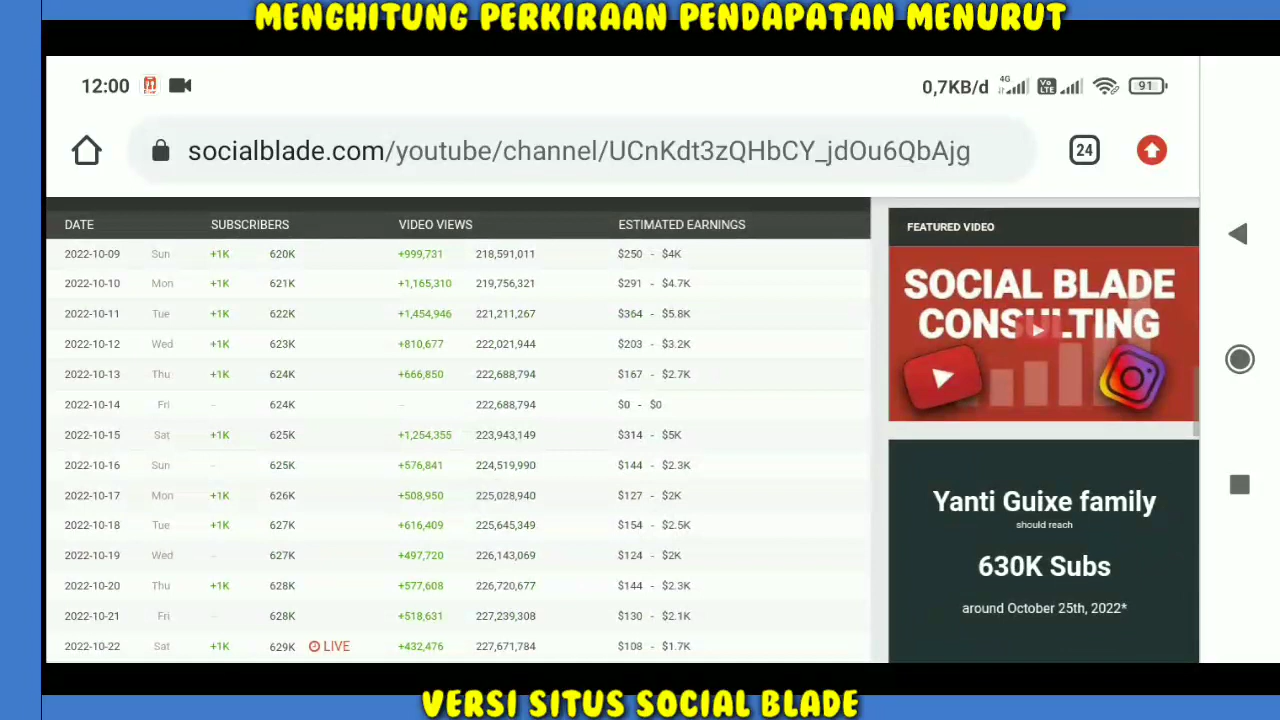 MENGHITUNG PERKIRAAN PENDAPATAN MENURUT
12:00 0,7KB/d 4G Vo LTE 91
socialblade.com/youtube/channel/UCnKdt3zQHbCY_jdOu6QbAjg 24
DATE SUBSCRIBERS VIDEO VIEWS ESTIMATED EARNINGS
2022-10-09 Sun +1K 620K +999,731 218,591,011 $250 - $4K
2022-10-10 Mon +1K 621K +1,165,310 219,756,321 $291 - $4.7K
2022-10-11 Tue +1K 622K +1,454,946 221,211,267 $364 - $5.8K
2022-10-12 Wed +1K 623K +810,677 222,021,944 $203 - $3.2K
2022-10-13 Thu +1K 624K +666,850 222,688,794 $167 - $2.7K
2022-10-14 Fri -- 624K -- 222,688,794 $0 - $0
2022-10-15 Sat +1K 625K +1,254,355 223,943,149 $314 - $5K
2022-10-16 Sun -- 625K +576,841 224,519,990 $144 - $2.3K
2022-10-17 Mon +1K 626K +508,950 225,028,940 $127 - $2K
2022-10-18 Tue +1K 627K +616,409 225,645,349 $154 - $2.5K
2022-10-19 Wed -- 627K +497,720 226,143,069 $124 - $2K
2022-10-20 Thu +1K 628K +577,608 226,720,677 $144 - $2.3K
2022-10-21 Fri -- 628K +518,631 227,239,308 $130 - $2.1K
2022-10-22 Sat +1K 629K LIVE +432,476 227,671,784 $108 - $1.7K
FEATURED VIDEO
SOCIAL BLADE
CONSULTING
Yanti Guixe family
should reach
630K Subs
around October 25th, 2022*
VERSI SITUS SOCIAL BLADE